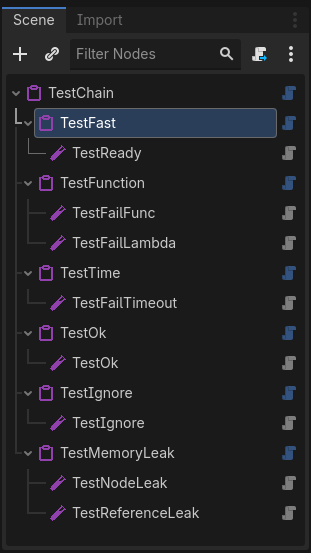 Scene Import
Filter Nodes
TestChain
TestFast
TestReady
TestFunction
TestFailFunc
TestFailLambda
TestTime
TestFailTimeout
TestOk
TestOk
TestIgnore
TestIgnore
TestMemoryLeak
TestNodeLeak
TestReferenceLeak